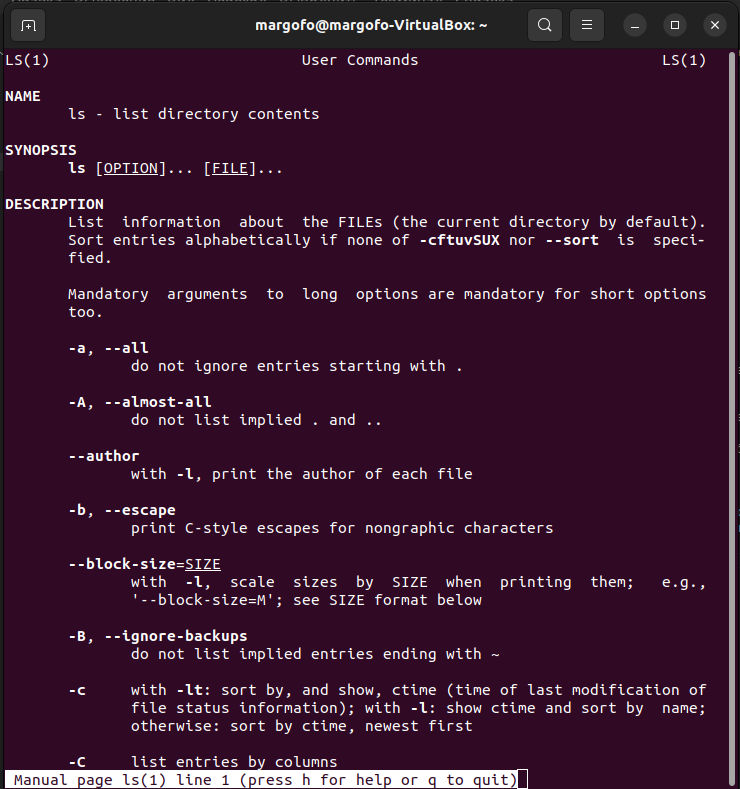 margofo@margofo-VirtualBox: ~
LS(1) User Commands LS(1)
NAME
ls - list directory contents
SYNOPSIS
ls [OPTION]... [FILE]...
DESCRIPTION
List information about the FILEs (the current directory by default).
Sort entries alphabetically if none of -cftuvSUX nor --sort is speci-
fied.
Mandatory arguments to long options are mandatory for short options
too.
-a, --all
do not ignore entries starting with .
-A, --almost-all
do not list implied . and ..
--author
with -l, print the author of each file
-b, --escape
print C-style escapes for nongraphic characters
--block-size=SIZE
with -l, scale sizes by SIZE when printing them; e.g.,
'--block-size=M'; see SIZE format below
-B, --ignore-backups
do not list implied entries ending with ~
-c with -lt: sort by, and show, ctime (time of last modification of
file status information); with -l: show ctime and sort by name;
otherwise: sort by ctime, newest first
-C list entries by columns
Manual page ls(1) line 1 (press h for help or q to quit)